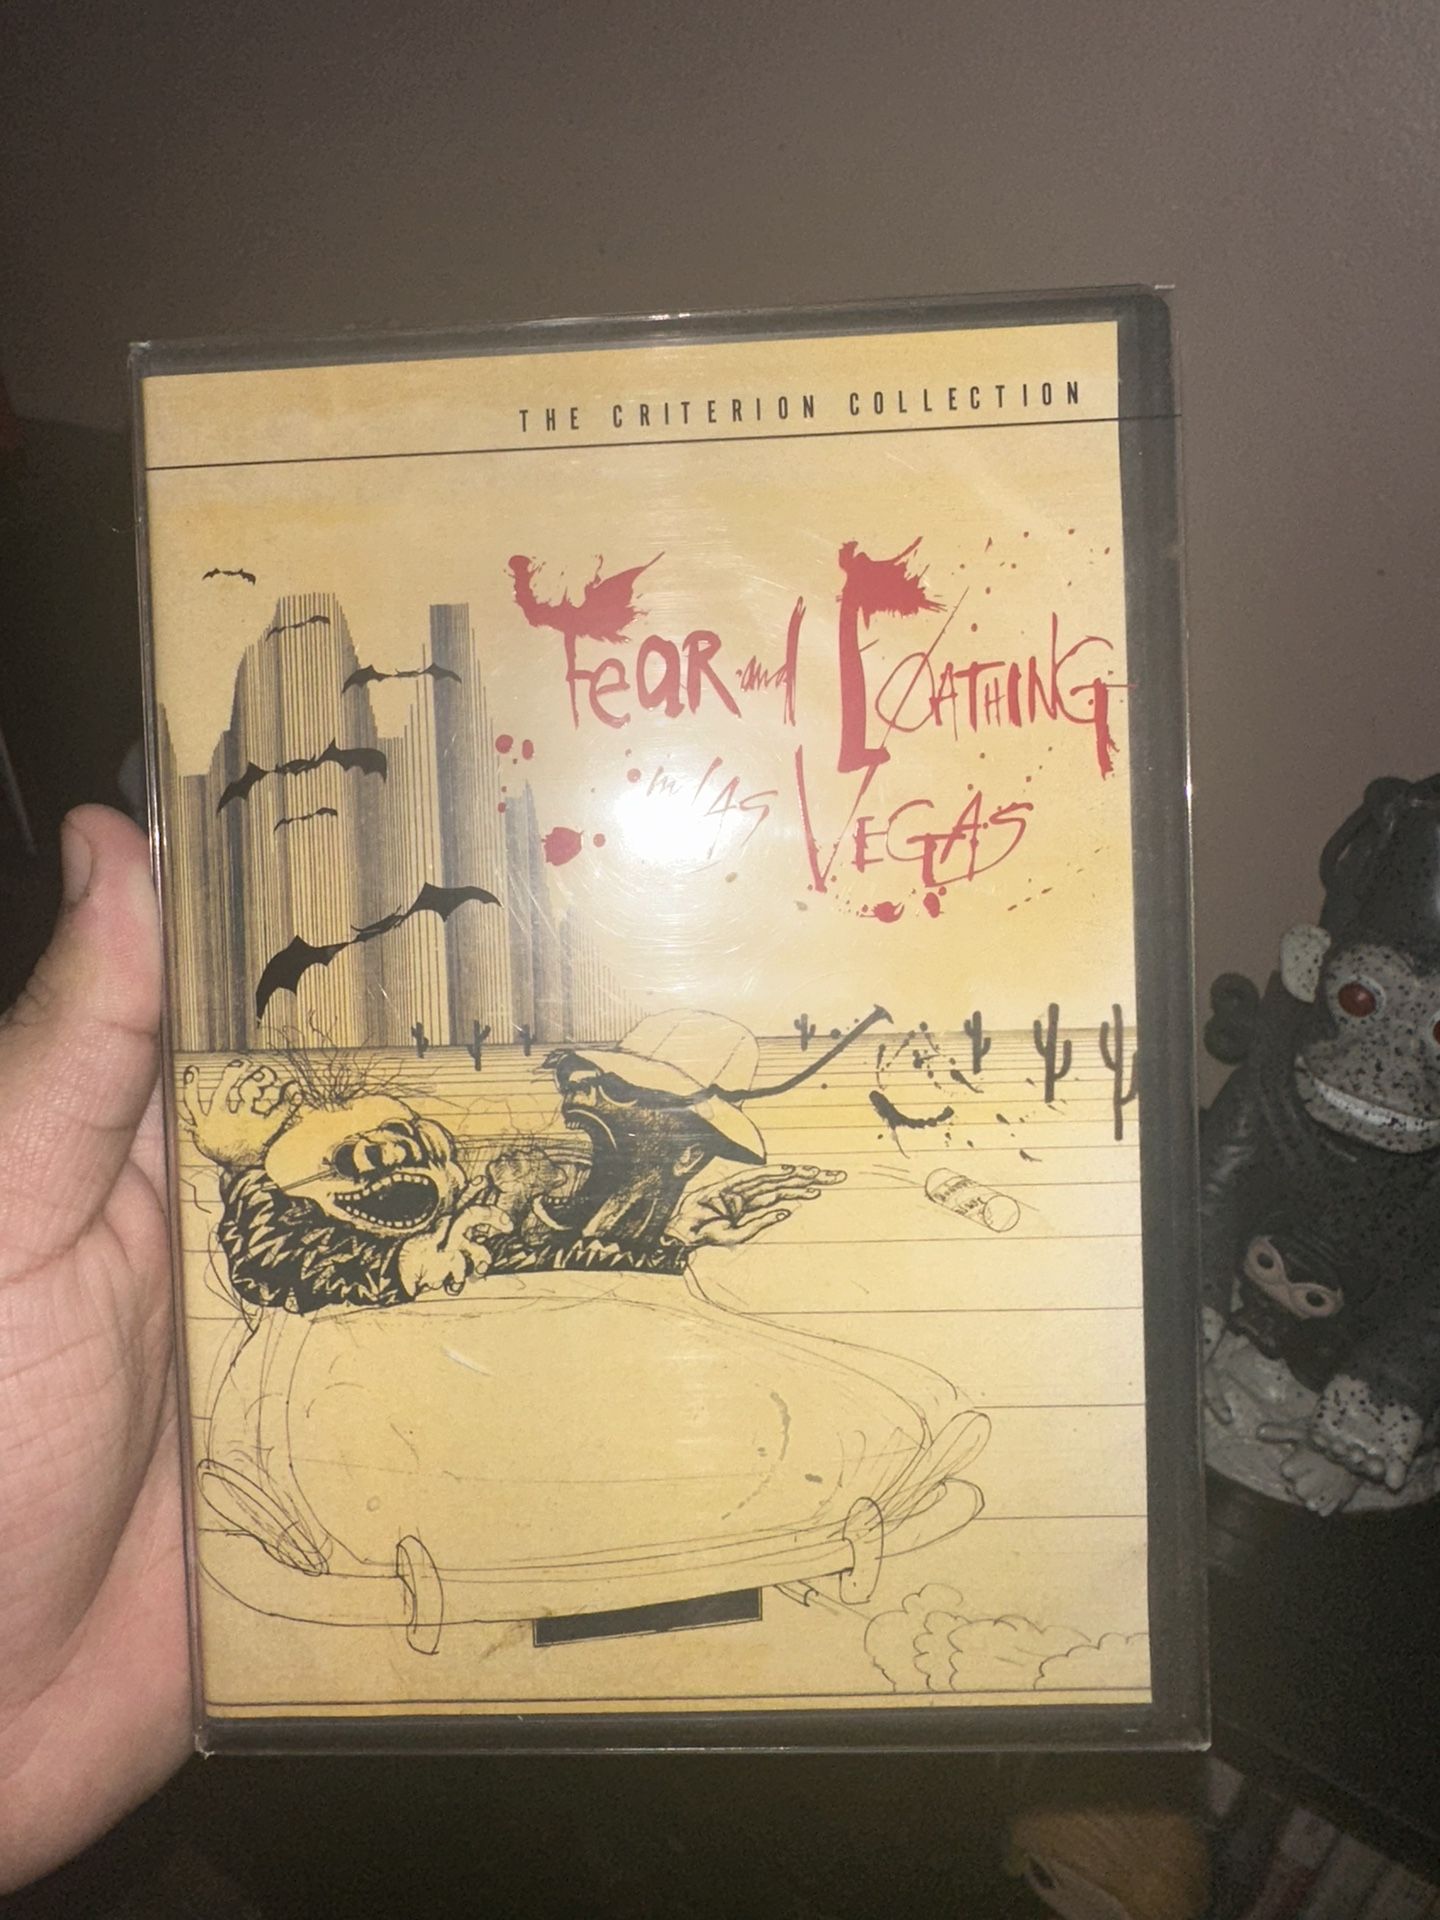 THE CRITERION COLLECTION
Fear and LOATHING
in LAS VEGAS